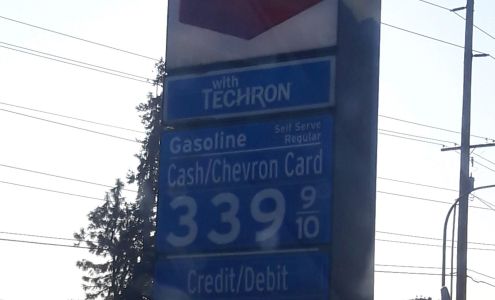 with
TECHRON
Gasoline Self Serve Regular
Cash/Chevron Card
339 9/10
Credit/Debit